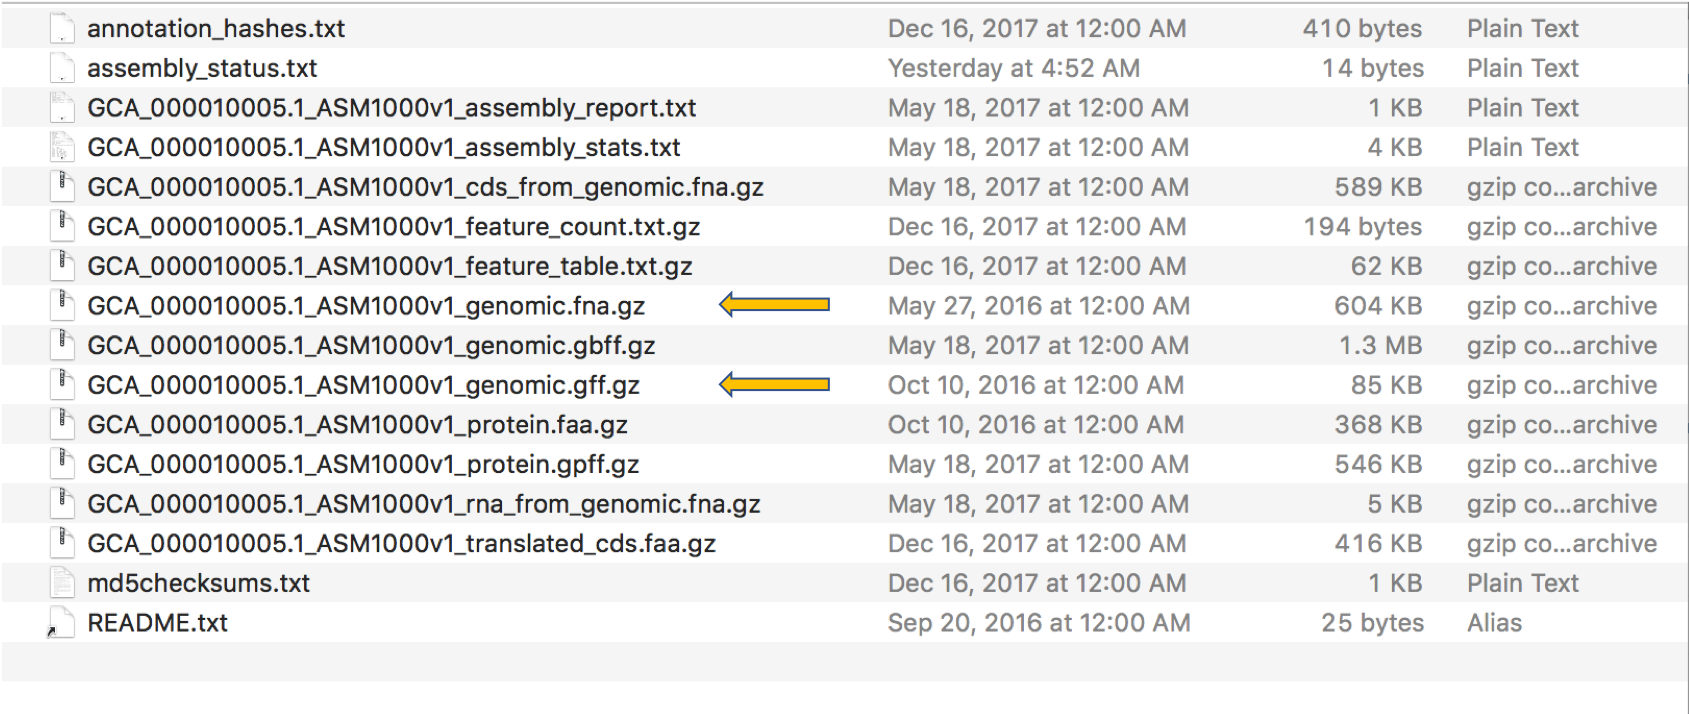 annotation_hashes.txt Dec 16, 2017 at 12:00 AM 410 bytes Plain Text
assembly_status.txt Yesterday at 4:52 AM 14 bytes Plain Text
GCA_000010005.1_ASM1000v1_assembly_report.txt May 18, 2017 at 12:00 AM 1 KB Plain Text
GCA_000010005.1_ASM1000v1_assembly_stats.txt May 18, 2017 at 12:00 AM 4 KB Plain Text
GCA_000010005.1_ASM1000v1_cds_from_genomic.fna.gz May 18, 2017 at 12:00 AM 589 KB gzip co...archive
GCA_000010005.1_ASM1000v1_feature_count.txt.gz Dec 16, 2017 at 12:00 AM 194 bytes gzip co...archive
GCA_000010005.1_ASM1000v1_feature_table.txt.gz Dec 16, 2017 at 12:00 AM 62 KB gzip co...archive
GCA_000010005.1_ASM1000v1_genomic.fna.gz May 27, 2016 at 12:00 AM 604 KB gzip co...archive
GCA_000010005.1_ASM1000v1_genomic.gbff.gz May 18, 2017 at 12:00 AM 1.3 MB gzip co...archive
GCA_000010005.1_ASM1000v1_genomic.gff.gz Oct 10, 2016 at 12:00 AM 85 KB gzip co...archive
GCA_000010005.1_ASM1000v1_protein.faa.gz Oct 10, 2016 at 12:00 AM 368 KB gzip co...archive
GCA_000010005.1_ASM1000v1_protein.gpff.gz May 18, 2017 at 12:00 AM 546 KB gzip co...archive
GCA_000010005.1_ASM1000v1_rna_from_genomic.fna.gz May 18, 2017 at 12:00 AM 5 KB gzip co...archive
GCA_000010005.1_ASM1000v1_translated_cds.faa.gz Dec 16, 2017 at 12:00 AM 416 KB gzip co...archive
md5checksums.txt Dec 16, 2017 at 12:00 AM 1 KB Plain Text
README.txt Sep 20, 2016 at 12:00 AM 25 bytes Alias